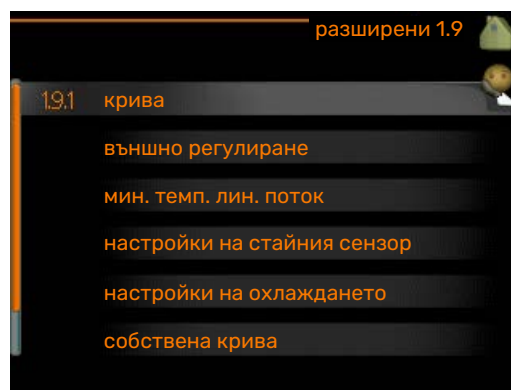 разширени 1.9
1.9.1 крива
външно регулиране
мин. темп. лин. поток
настройки на стайния сензор
настройки на охлаждането
собствена крива